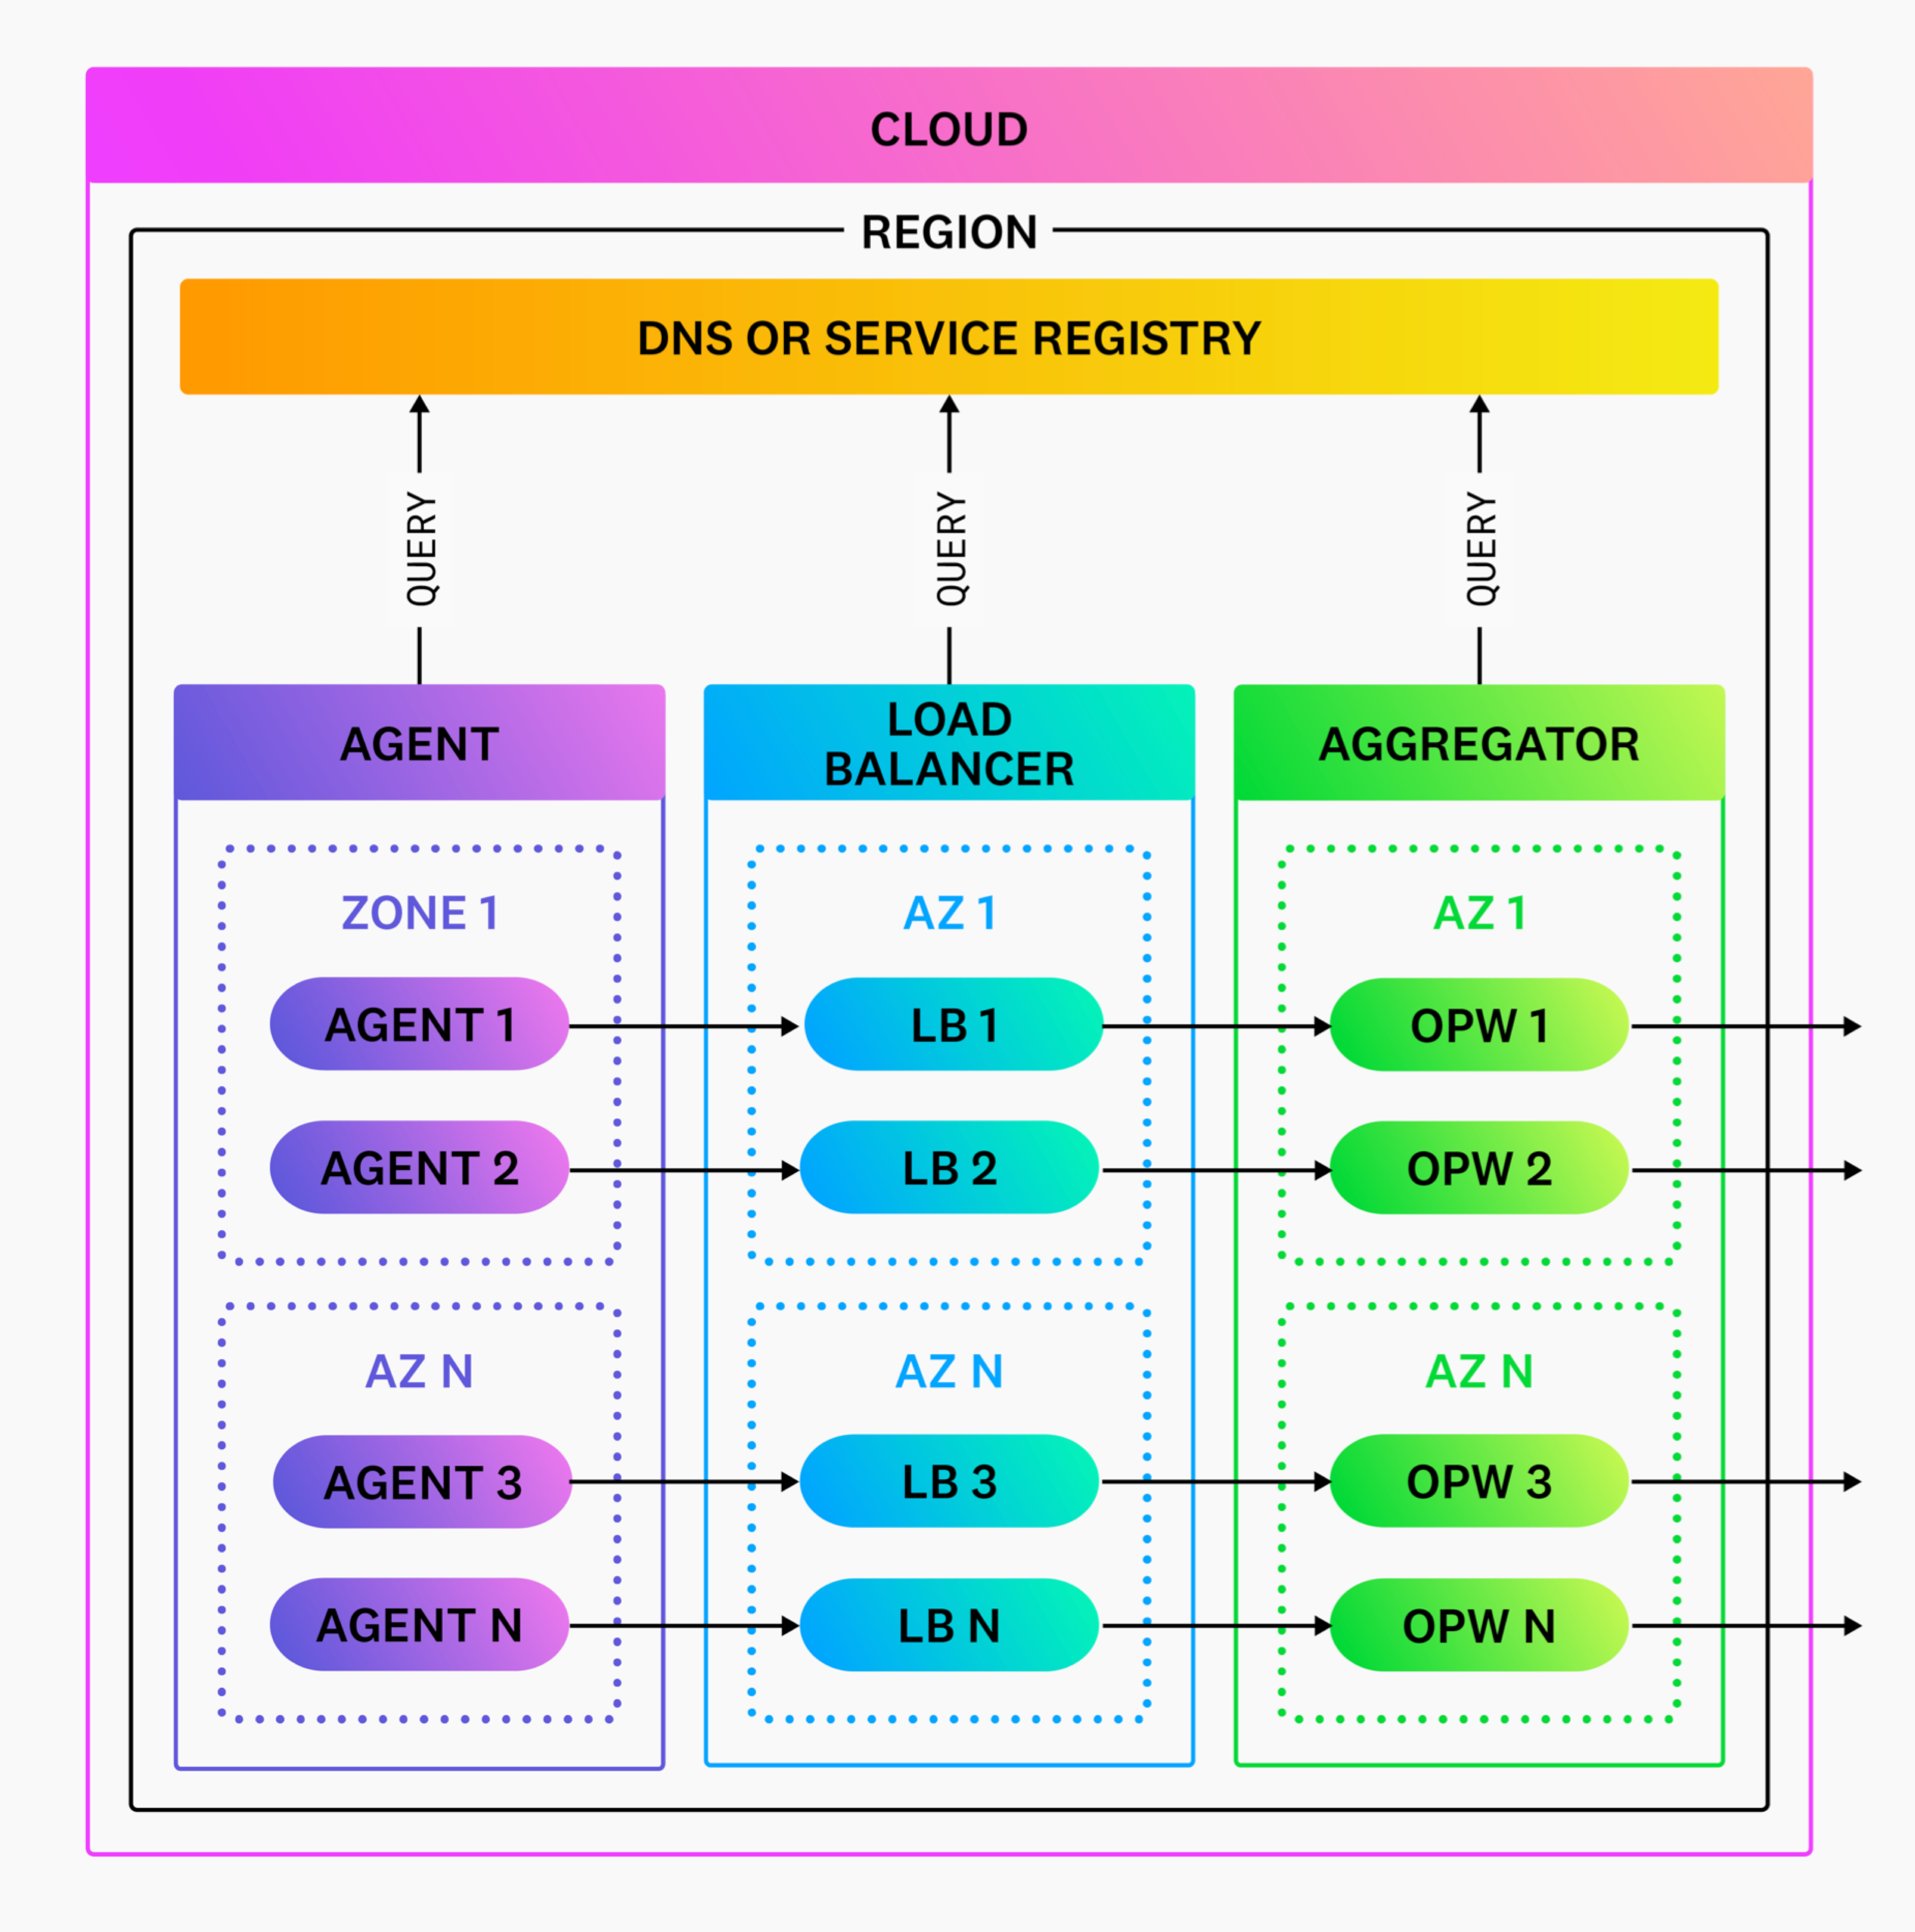 CLOUD
REGION
DNS OR SERVICE REGISTRY
QUERY
QUERY
QUERY
AGENT
LOAD
BALANCER
AGGREGATOR
ZONE 1
AZ 1
AZ 1
AGENT 1
LB 1
OPW 1
AGENT 2
LB 2
OPW 2
AZ N
AZ N
AZ N
AGENT 3
LB 3
OPW 3
AGENT N
LB N
OPW N